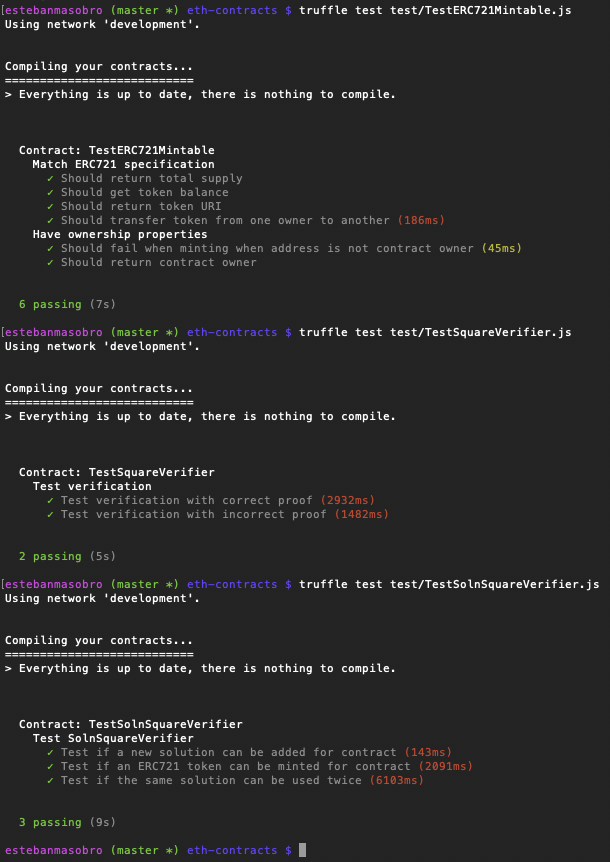 [estebanmasobro (master *) eth-contracts $ truffle test test/TestERC721Mintable.js
Using network 'development'.
Compiling your contracts...
===========================
> Everything is up to date, there is nothing to compile.
Contract: TestERC721Mintable
Match ERC721 specification
✓ Should return total supply
✓ Should get token balance
✓ Should return token URI
✓ Should transfer token from one owner to another (186ms)
Have ownership properties
✓ Should fail when minting when address is not contract owner (45ms)
✓ Should return contract owner
6 passing (7s)
[estebanmasobro (master *) eth-contracts $ truffle test test/TestSquareVerifier.js
Using network 'development'.
Compiling your contracts...
===========================
> Everything is up to date, there is nothing to compile.
Contract: TestSquareVerifier
Test verification
✓ Test verification with correct proof (2932ms)
✓ Test verification with incorrect proof (1482ms)
2 passing (5s)
[estebanmasobro (master *) eth-contracts $ truffle test test/TestSolnSquareVerifier.js
Using network 'development'.
Compiling your contracts...
===========================
> Everything is up to date, there is nothing to compile.
Contract: TestSolnSquareVerifier
Test SolnSquareVerifier
✓ Test if a new solution can be added for contract (143ms)
✓ Test if an ERC721 token can be minted for contract (2091ms)
✓ Test if the same solution can be used twice (6103ms)
3 passing (9s)
estebanmasobro (master *) eth-contracts $